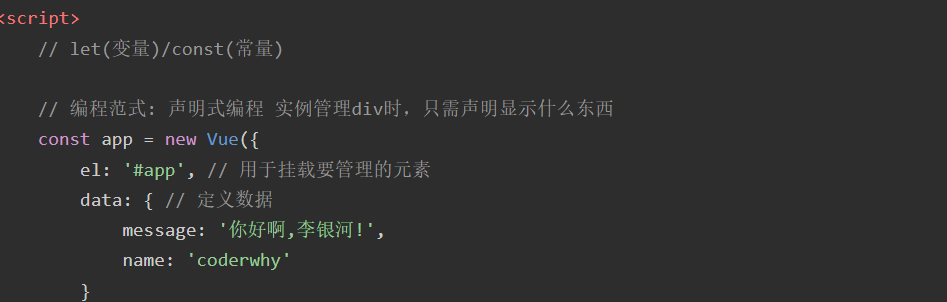 <script>
// let(变量)/const(常量)
// 编程范式: 声明式编程 实例管理div时，只需声明显示什么东西
const app = new Vue({
el: '#app', // 用于挂载要管理的元素
data: { // 定义数据
message: '你好啊,李银河!',
name: 'coderwhy'
}